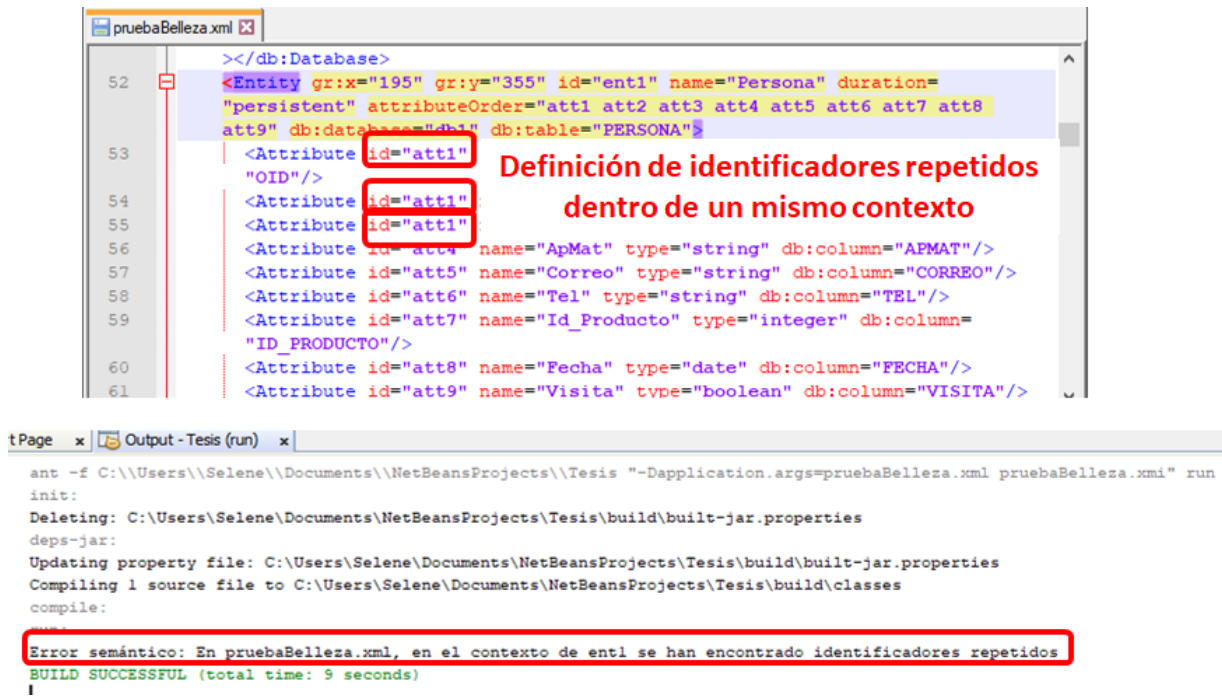 pruebaBelleza.xml
></db:Database>
52 <Entity gr:x="195" gr:y="355" id="ent1" name="Persona" duration=
"persistent" attributeOrder="att1 att2 att3 att4 att5 att6 att7 att8
att9" db:database="db1" db:table="PERSONA">
53 <Attribute id="att1"
"OID"/>
54 <Attribute id="att1"
55 <Attribute id="att1"
Definición de identificadores repetidos
dentro de un mismo contexto
56 <Attribute id="att4" name="ApMat" type="string" db:column="APMAT"/>
57 <Attribute id="att5" name="Correo" type="string" db:column="CORREO"/>
58 <Attribute id="att6" name="Tel" type="string" db:column="TEL"/>
59 <Attribute id="att7" name="Id_Producto" type="integer" db:column=
"ID_PRODUCTO"/>
60 <Attribute id="att8" name="Fecha" type="date" db:column="FECHA"/>
61 <Attribute id="att9" name="Visita" type="boolean" db:column="VISITA"/>
t Page x Output - Tesis (run) x
ant -f C:\\Users\\Selene\\Documents\\NetBeansProjects\\Tesis "-Dapplication.args=pruebaBelleza.xml pruebaBelleza.xmi" run
init:
Deleting: C:\Users\Selene\Documents\NetBeansProjects\Tesis\build\built-jar.properties
deps-jar:
Updating property file: C:\Users\Selene\Documents\NetBeansProjects\Tesis\build\built-jar.properties
Compiling 1 source file to C:\Users\Selene\Documents\NetBeansProjects\Tesis\build\classes
compile:
Error semántico: En pruebaBelleza.xml, en el contexto de ent1 se han encontrado identificadores repetidos
BUILD SUCCESSFUL (total time: 9 seconds)